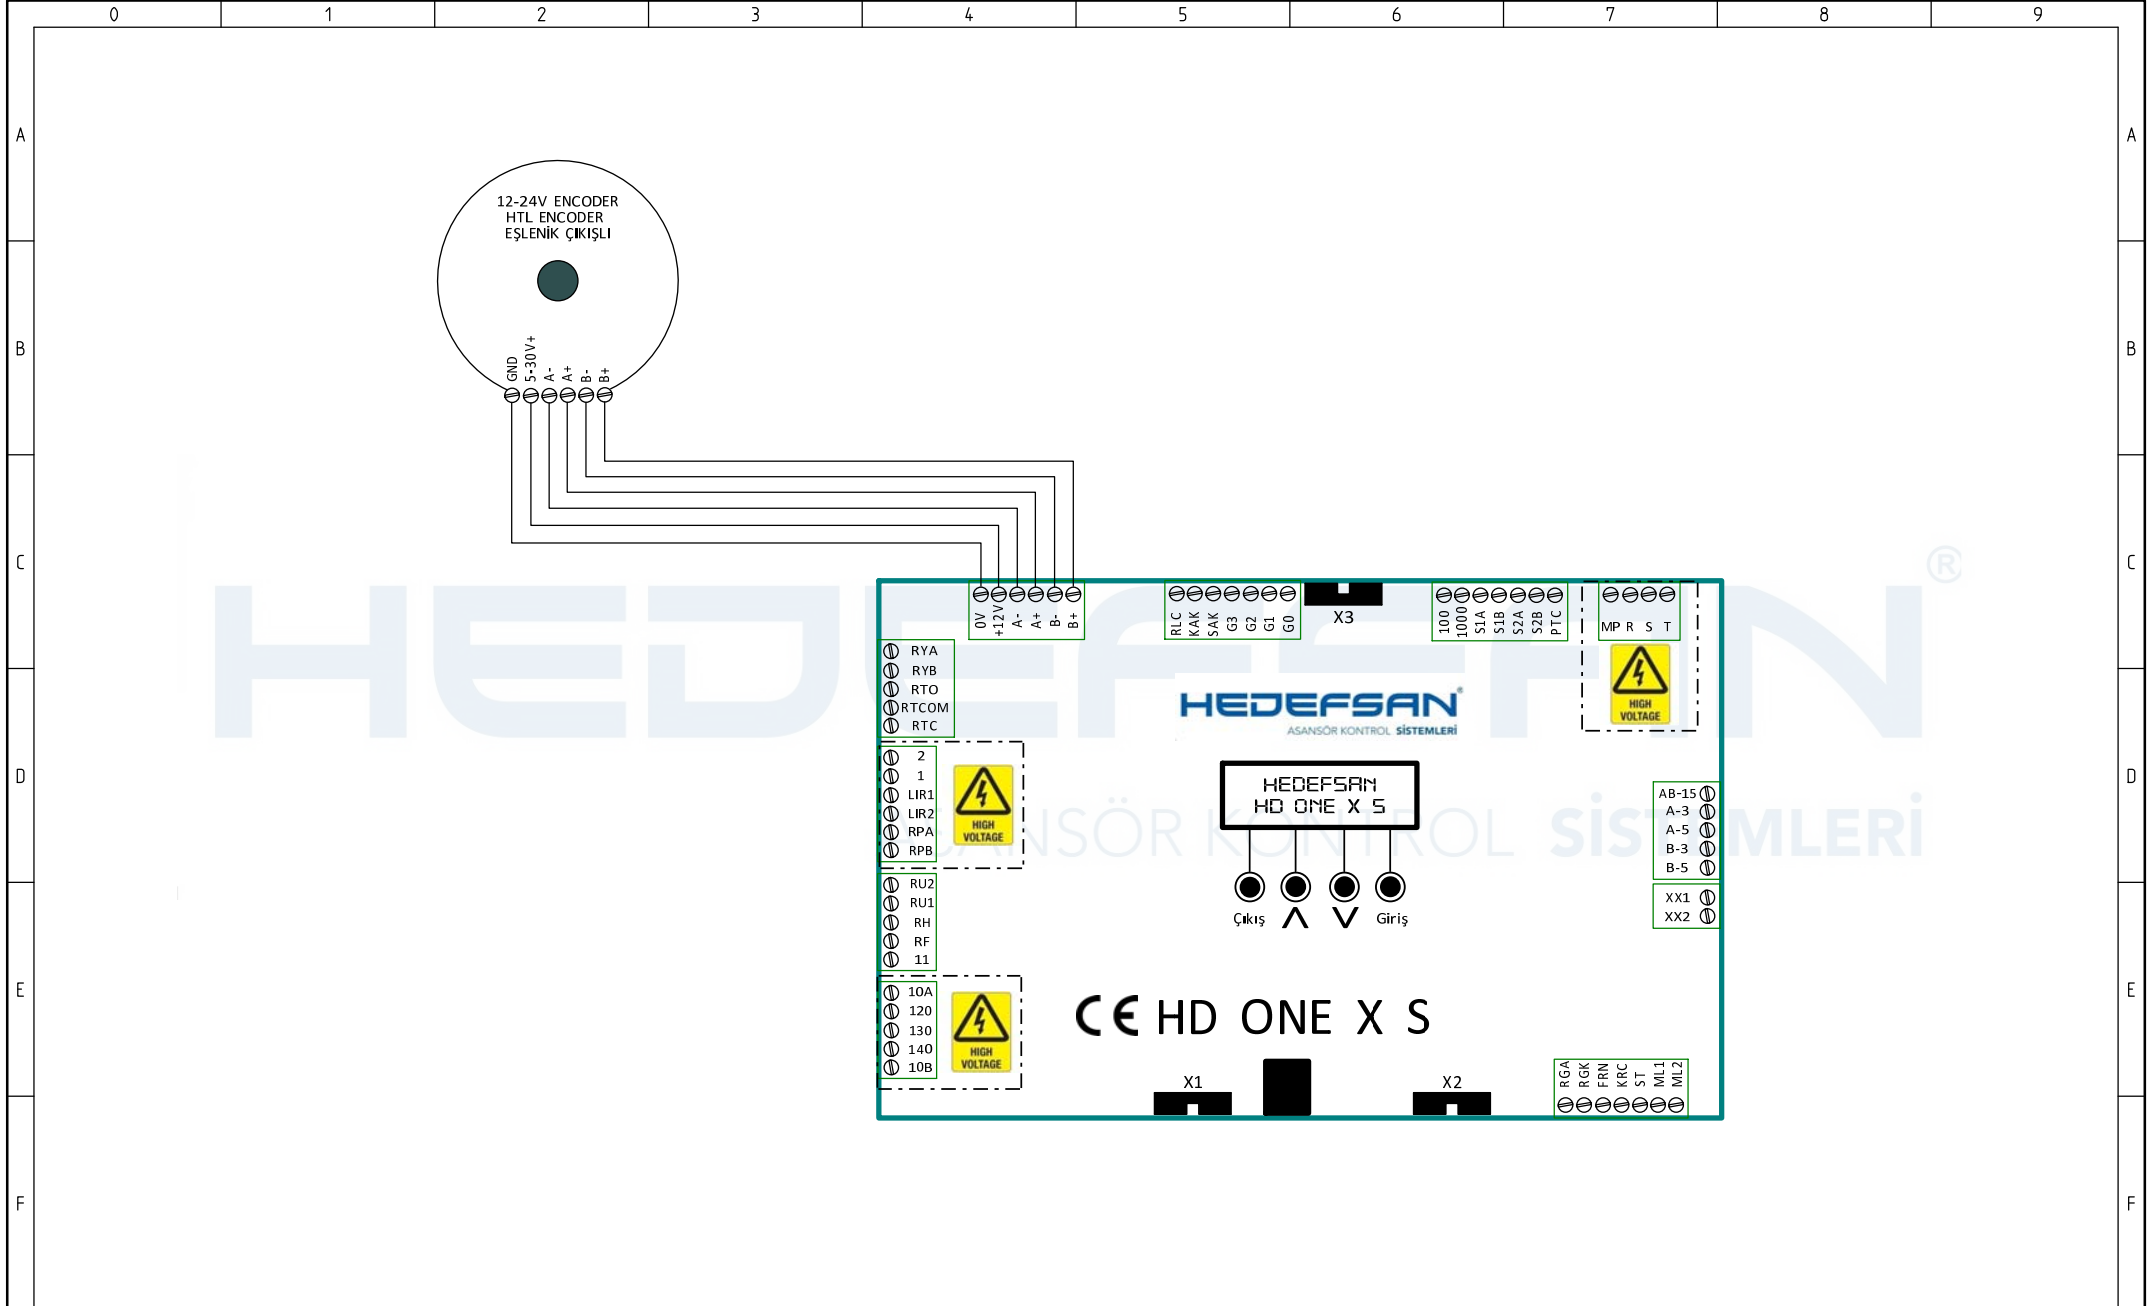 0 1 2 3 4 5 6 7 8 9
A A
12-24V ENCODER
HTL ENCODER
EŞLENİK ÇIKIŞLI
B B
GND 5-30V+ A- A+ B- B+
C C
HEDEFSAN®
0V +12V A- A+ B- B+
RLC KAK SAK G3 G2 G1 G0
X3
100 1000 S1A S1B S2A S2B PTC
MP R S T
RYA
RYB
RTO
RTCOM
RTC
HIGH
VOLTAGE
HEDEFSAN®
ASANSÖR KONTROL SİSTEMLERİ
D D
2
1
LIR1
LIR2
RPA
RPB
HIGH
VOLTAGE
HEDEFSAN
HD ONE X S
ASANSÖR KONTROL SİSTEMLERİ
AB-15
A-3
A-5
B-3
B-5
XX1
XX2
RU2
RU1
RH
RF
11
Çıkış Λ V Giriş
E E
10A
120
130
140
10B
HIGH
VOLTAGE
CE HD ONE X S
X1
X2
RGA RGK FRN KRC ST ML1 ML2
F F